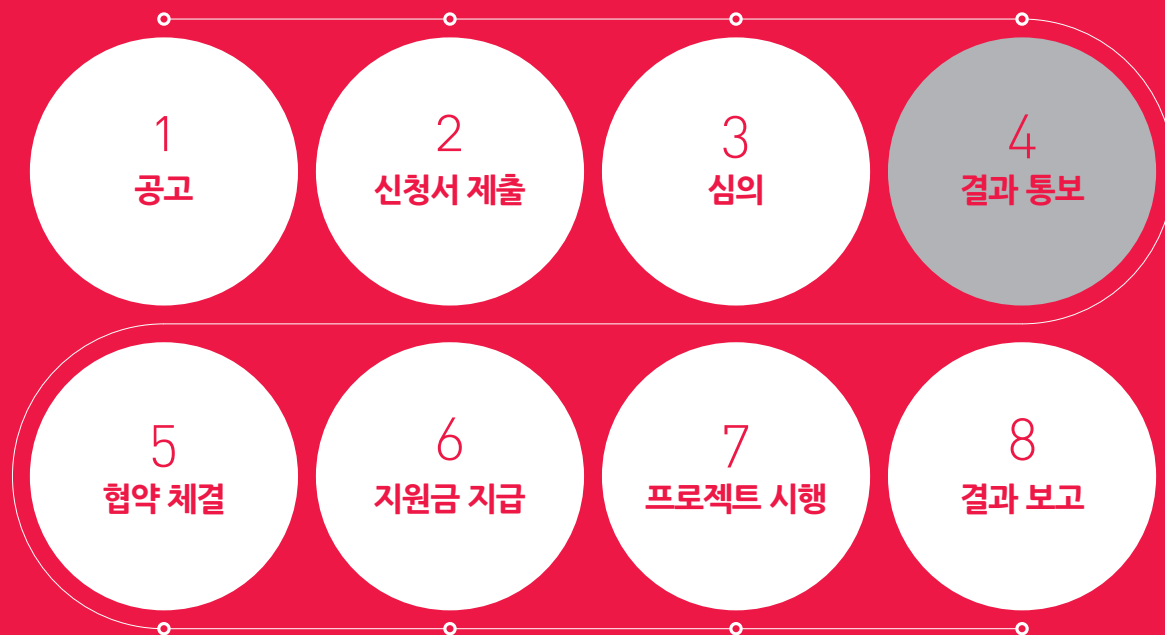 1
공고
2
신청서 제출
3
심의
4
결과 통보
5
협약 체결
6
지원금 지급
7
프로젝트 시행
8
결과 보고